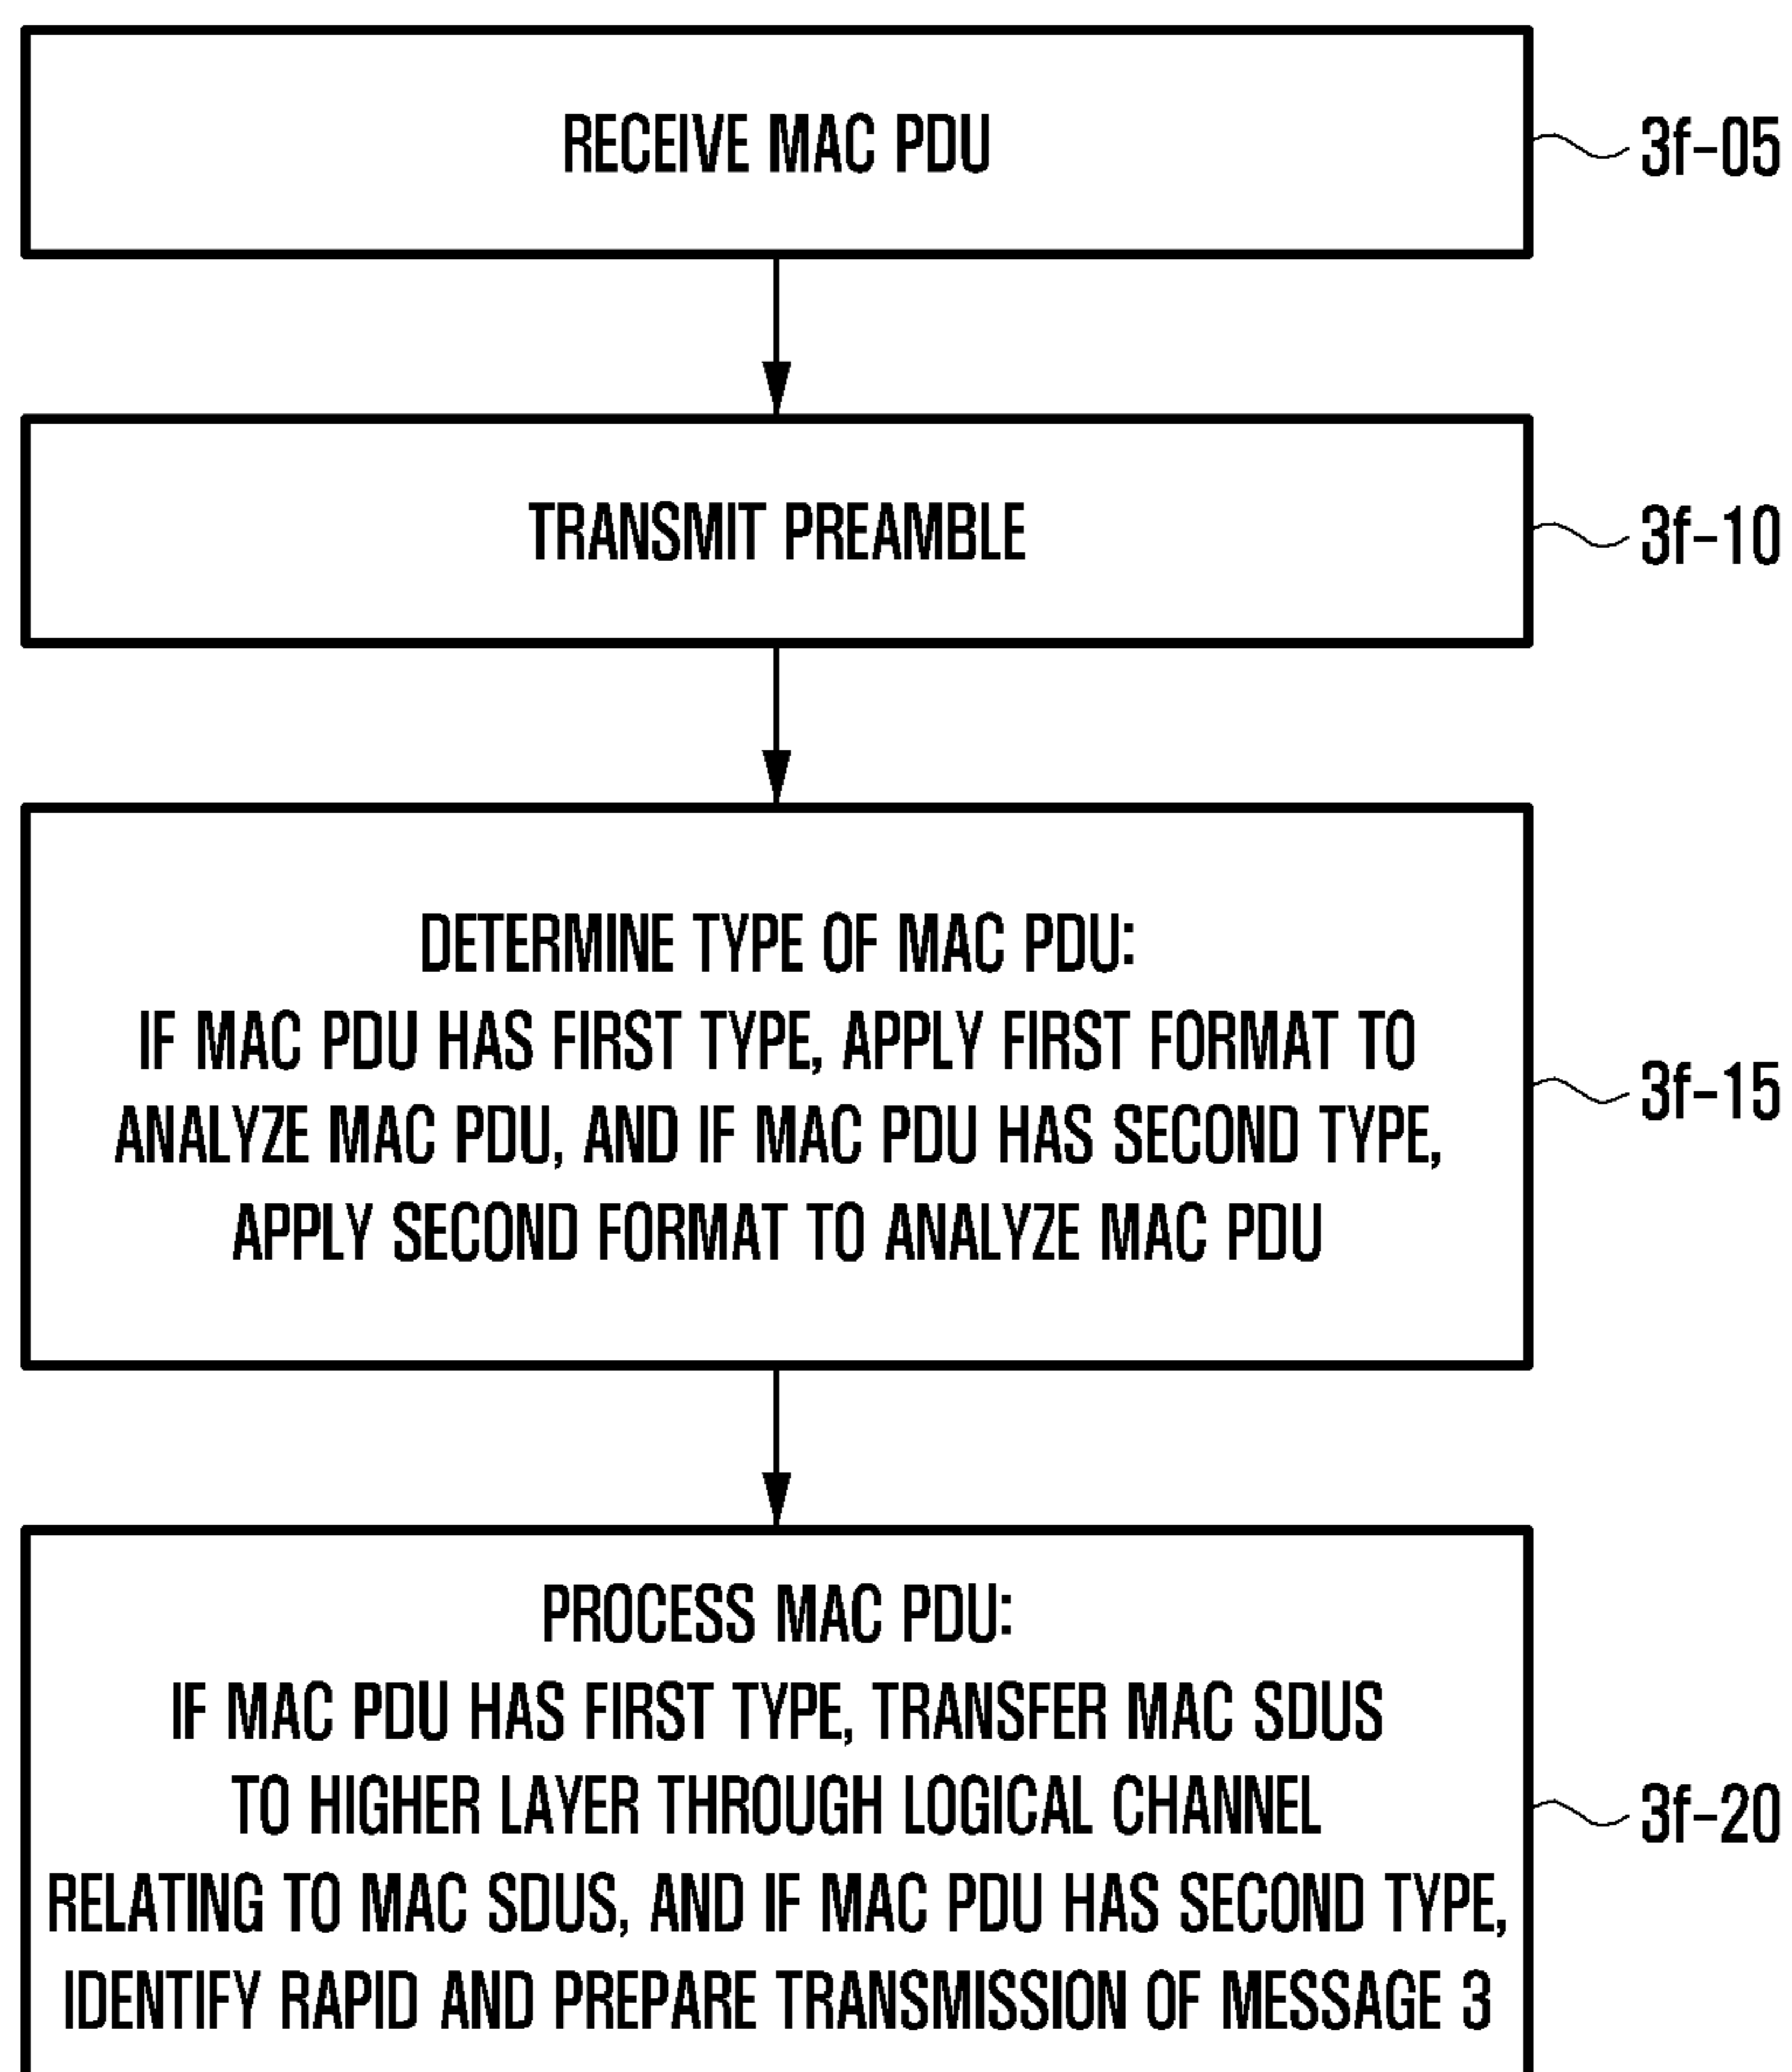 RECEIVE MAC PDU
3f-05
TRANSMIT PREAMBLE
3f-10
DETERMINE TYPE OF MAC PDU:
IF MAC PDU HAS FIRST TYPE, APPLY FIRST FORMAT TO
ANALYZE MAC PDU, AND IF MAC PDU HAS SECOND TYPE,
APPLY SECOND FORMAT TO ANALYZE MAC PDU
3f-15
PROCESS MAC PDU:
IF MAC PDU HAS FIRST TYPE, TRANSFER MAC SDUS
TO HIGHER LAYER THROUGH LOGICAL CHANNEL
RELATING TO MAC SDUS, AND IF MAC PDU HAS SECOND TYPE,
IDENTIFY RAPID AND PREPARE TRANSMISSION OF MESSAGE 3
3f-20